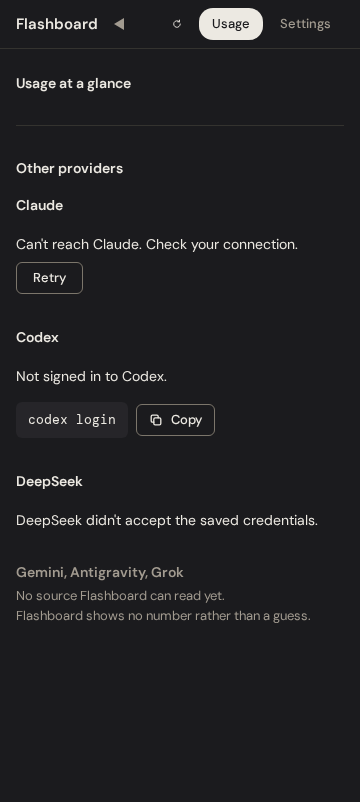 Flashboard
Usage
Settings
Usage at a glance
Other providers
Claude
Can't reach Claude. Check your connection.
Retry
Codex
Not signed in to Codex.
codex login
Copy
DeepSeek
DeepSeek didn't accept the saved credentials.
Gemini, Antigravity, Grok
No source Flashboard can read yet.
Flashboard shows no number rather than a guess.